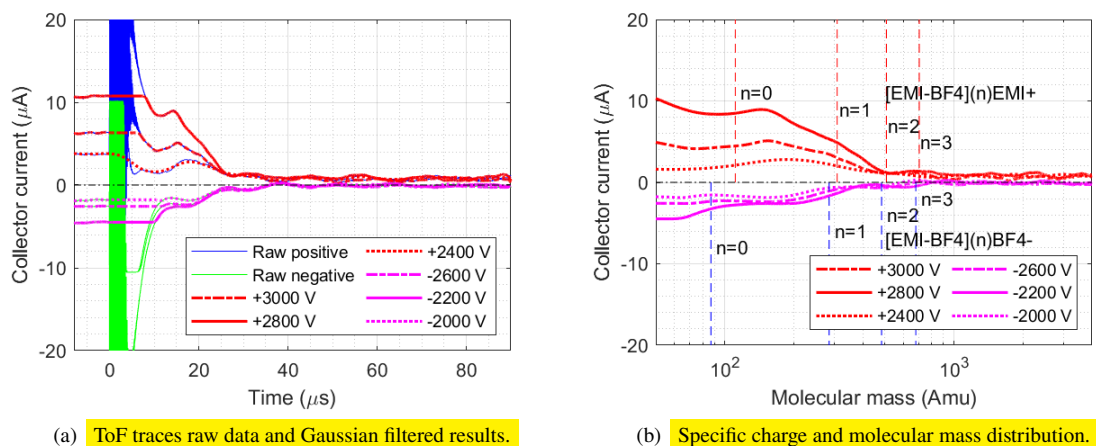 20
10
0
-10
-20
Collector current (μA)
Raw positive
Raw negative
+3000 V
+2800 V
+2400 V
-2600 V
-2200 V
-2000 V
0 20 40 60 80
Time (μs)
(a) ToF traces raw data and Gaussian filtered results.
20
10
0
-10
-20
Collector current (μA)
n=0
n=1
[EMI-BF4](n)EMI+
n=2
n=3
n=0
n=1
n=2
n=3
[EMI-BF4](n)BF4-
+3000 V
+2800 V
+2400 V
-2600 V
-2200 V
-2000 V
10² 10³
Molecular mass (Amu)
(b) Specific charge and molecular mass distribution.